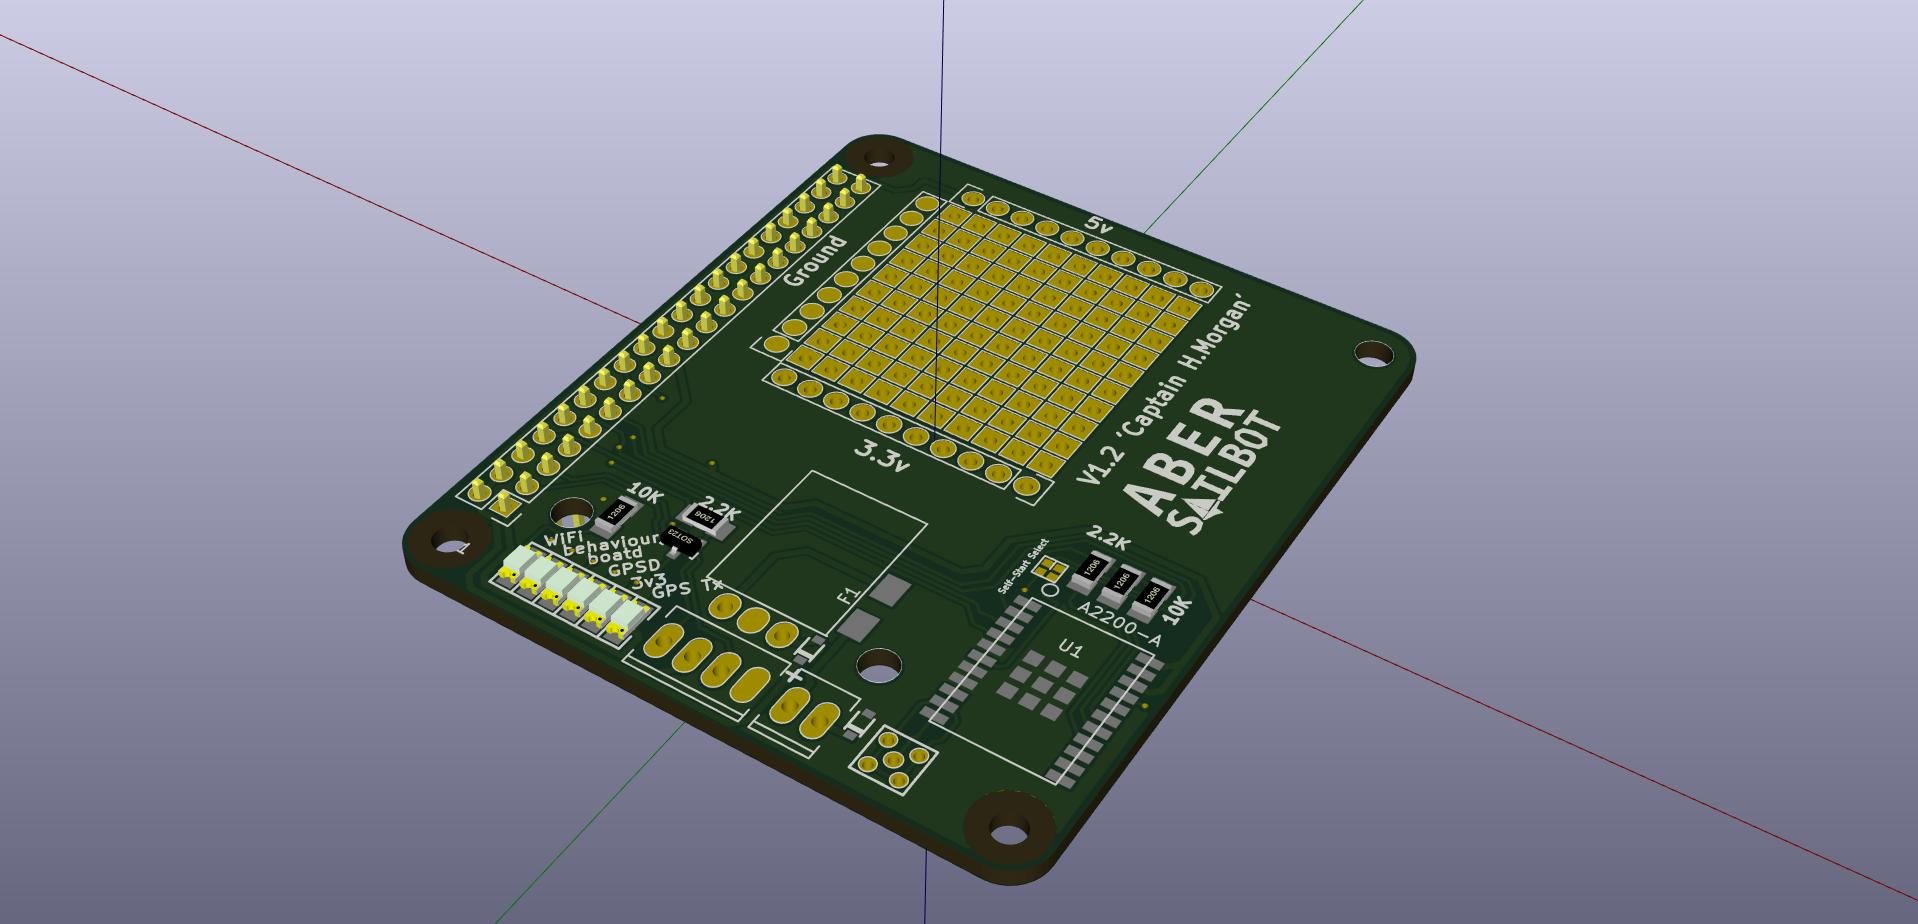 5v
Ground
V1.2 'Captain H.Morgan'
ABER
SAILBOT
3.3v
10K
1206
2.2K
1206
SOT23
WiFi
behaviour
boatd
GPSD
3v3
GPS Tx
1
F1
+
Self-Start Select
2.2K
1206
1206
1206
10K
A2200-A
U1